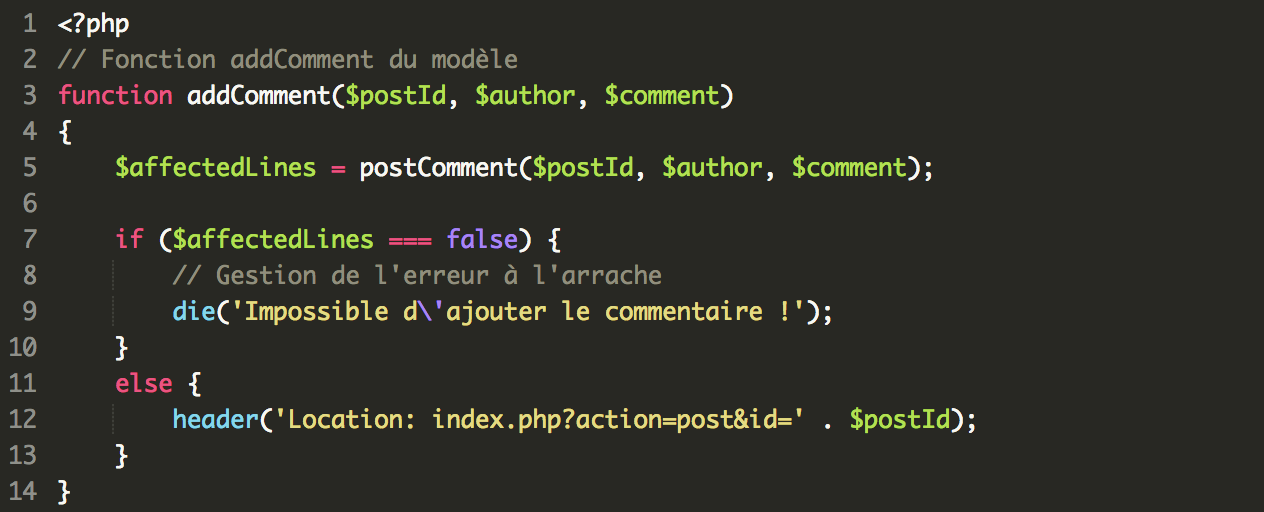 1 <?php
2 // Fonction addComment du modèle
3 function addComment($postId, $author, $comment)
4 {
5     $affectedLines = postComment($postId, $author, $comment);
6
7     if ($affectedLines === false) {
8         // Gestion de l'erreur à l'arrache
9         die('Impossible d\'ajouter le commentaire !');
10     }
11     else {
12         header('Location: index.php?action=post&id=' . $postId);
13     }
14 }